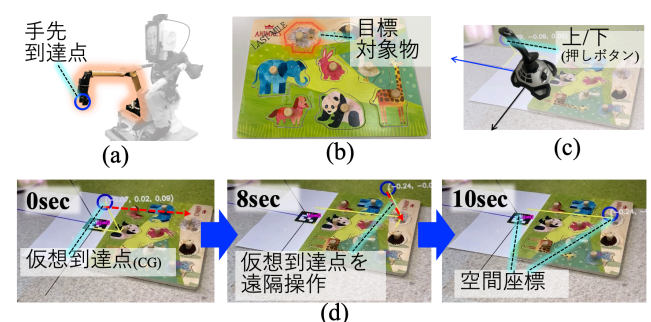 手先
到達点
(a)
LAST MILE
目標
対象物
(b)
上/下
(押しボタン)
(c)
0sec
仮想到達点(CG)
8sec
仮想到達点を
遠隔操作
10sec
空間座標
(d)